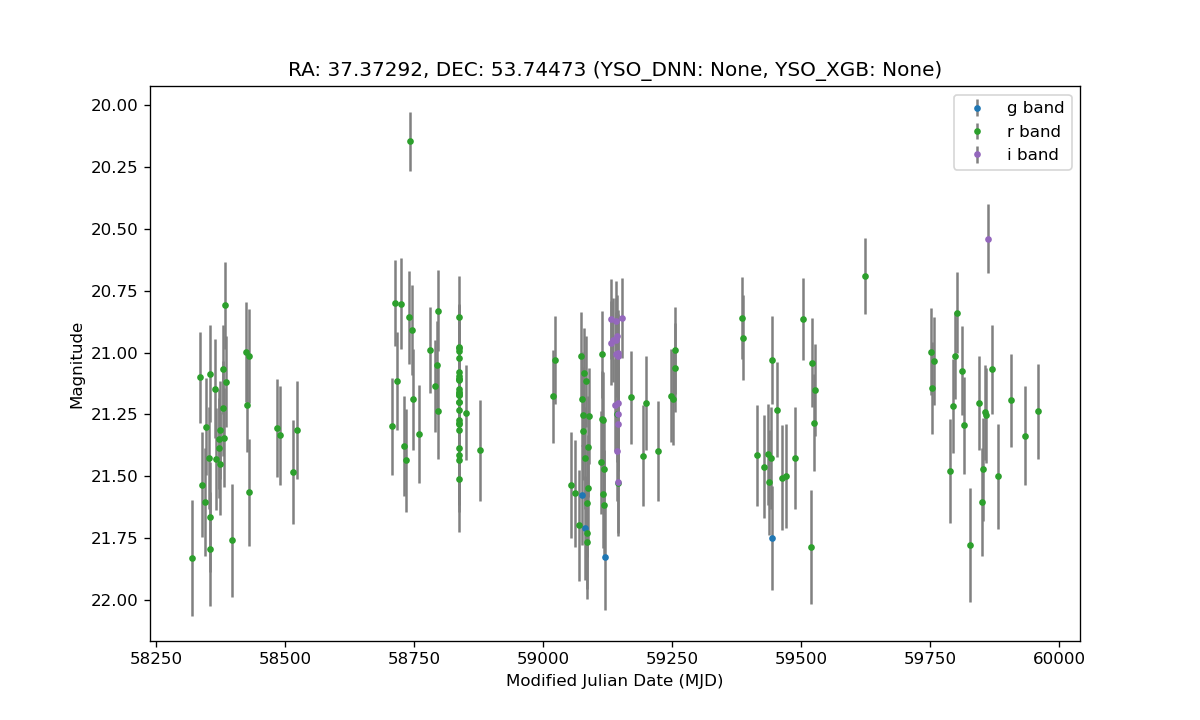 RA: 37.37292, DEC: 53.74473 (YSO_DNN: None, YSO_XGB: None)
g band
r band
i band
20.00
20.25
20.50
20.75
21.00
21.25
21.50
21.75
22.00
Magnitude
58250 58500 58750 59000 59250 59500 59750 60000
Modified Julian Date (MJD)